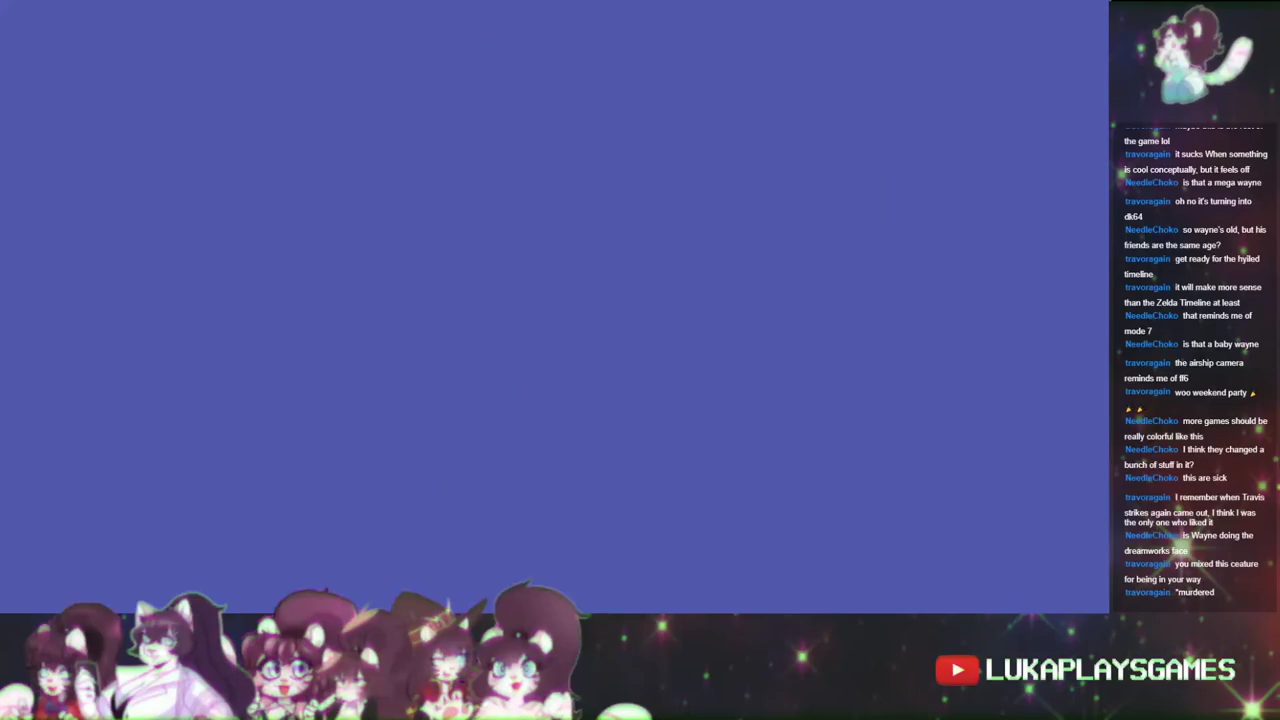 the game lol
travoragain it sucks When something
is cool conceptually, but it feels off
NeedleChoko is that a mega wayne
travoragain oh no it's turning into
dk64
NeedleChoko so wayne's old, but his
friends are the same age?
travoragain get ready for the hyiled
timeline
travoragain it will make more sense
than the Zelda Timeline at least
NeedleChoko that reminds me of
mode 7
NeedleChoko is that a baby wayne
travoragain the airship camera
reminds me of ff6
travoragain woo weekend party
NeedleChoko more games should be
really colorful like this
NeedleChoko I think they changed a
bunch of stuff in it?
NeedleChoko this are sick
travoragain I remember when Travis
strikes again came out, I think I was
the only one who liked it
NeedleChoko is Wayne doing the
dreamworks face
travoragain you mixed this ceature
for being in your way
travoragain *murdered
LUKAPLAYSGAMES